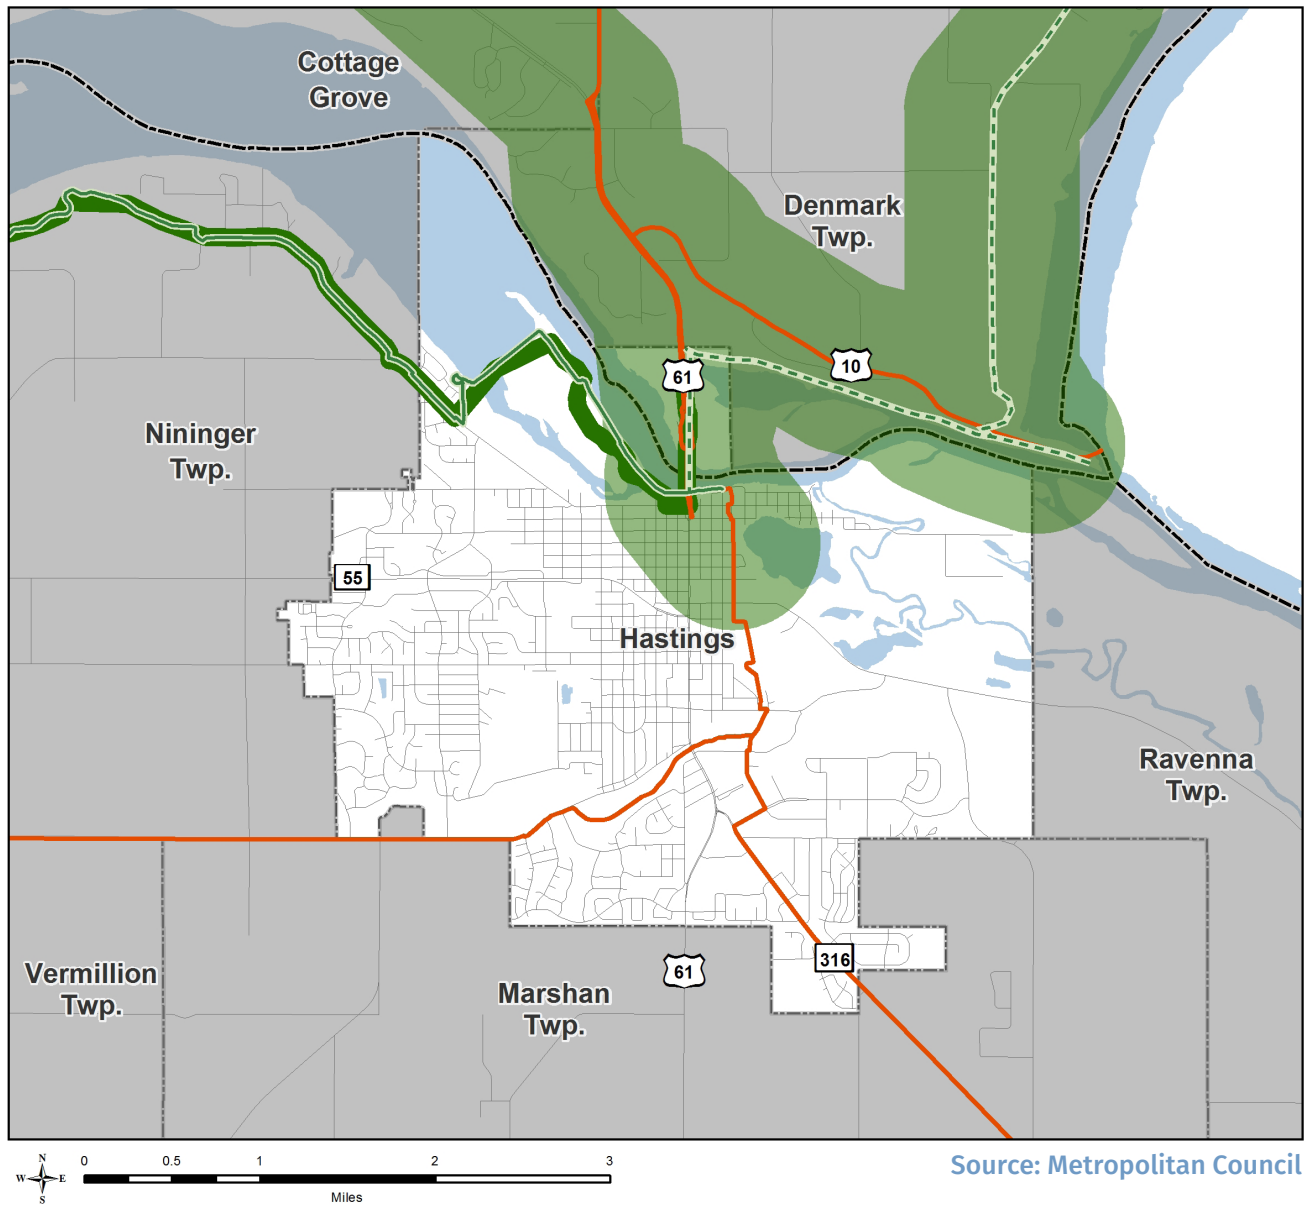 Cottage
Grove
Denmark
Twp.
10
61
Nininger
Twp.
55
Hastings
Ravenna
Twp.
316
61
Vermillion
Twp.
Marshan
Twp.
N
W E
S
0 0.5 1 2 3
Miles
Source: Metropolitan Council